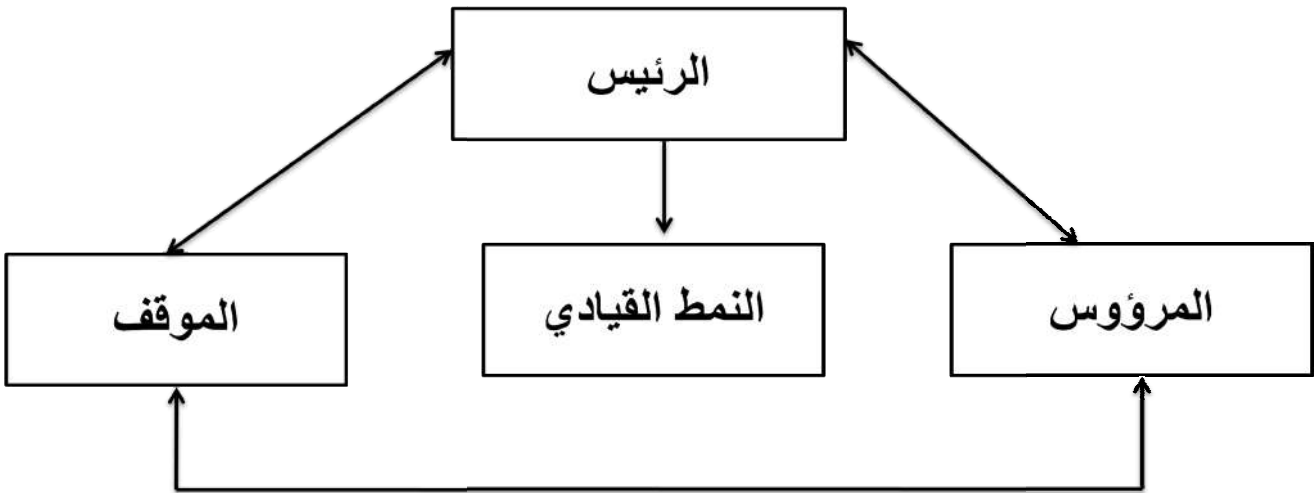 الرئيس
المرؤوس
النمط القيادي
الموقف